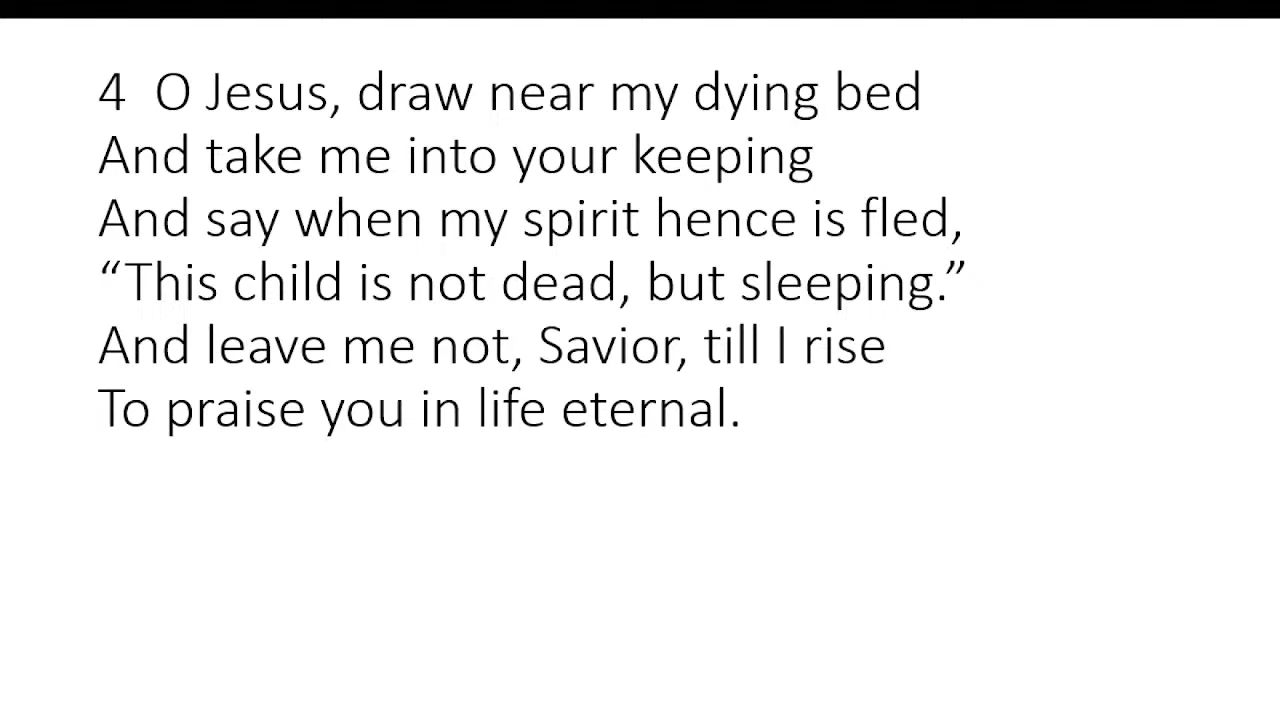 4  O Jesus, draw near my dying bed
And take me into your keeping
And say when my spirit hence is fled,
“This child is not dead, but sleeping.”
And leave me not, Savior, till I rise
To praise you in life eternal.